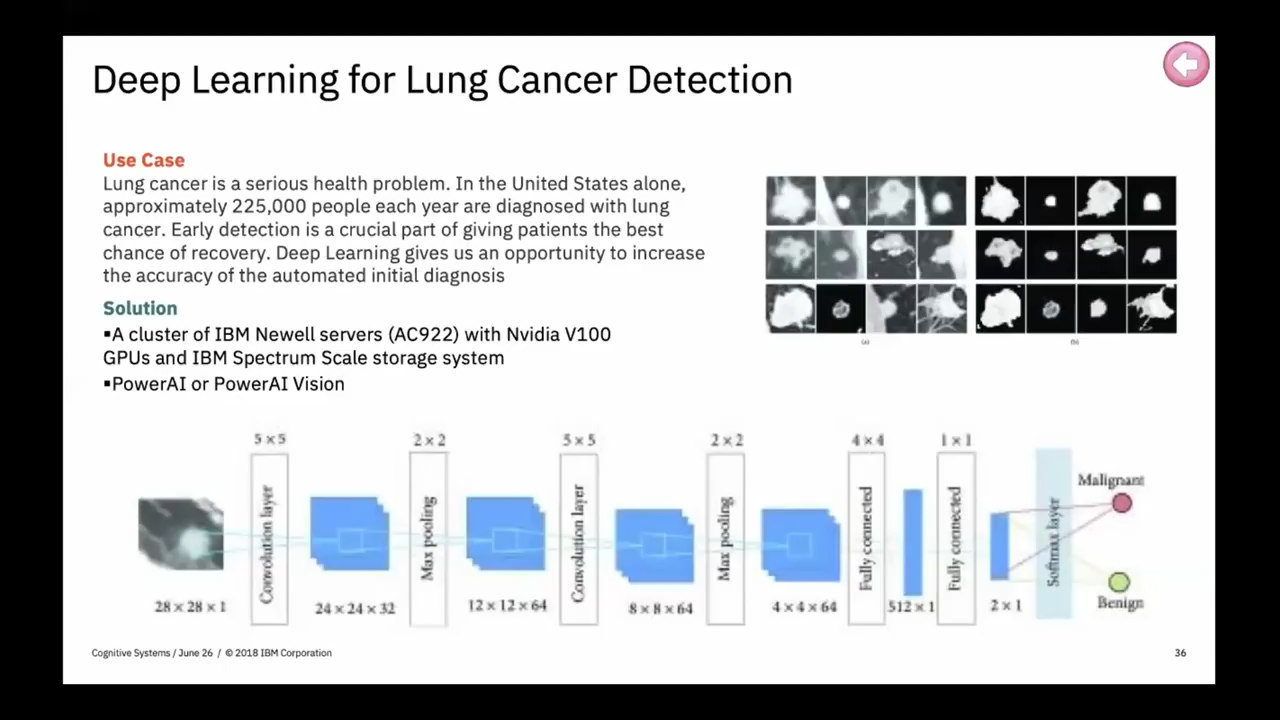 Deep Learning for Lung Cancer Detection
Use Case
Lung cancer is a serious health problem. In the United States alone,
approximately 225,000 people each year are diagnosed with lung
cancer. Early detection is a crucial part of giving patients the best
chance of recovery. Deep Learning gives us an opportunity to increase
the accuracy of the automated initial diagnosis
Solution
▪A cluster of IBM Newell servers (AC922) with Nvidia V100
GPUs and IBM Spectrum Scale storage system
▪PowerAI or PowerAI Vision
(a)
(b)
5 × 5
2 × 2
5 × 5
2 × 2
4 × 4
1 × 1
Convolution layer
Max pooling
Convolution layer
Max pooling
Fully connected
Fully connected
Softmax layer
Malignant
Benign
28 × 28 × 1
24 × 24 × 32
12 × 12 × 64
8 × 8 × 64
4 × 4 × 64
512 × 1
2 × 1
Cognitive Systems / June 26 / © 2018 IBM Corporation
36